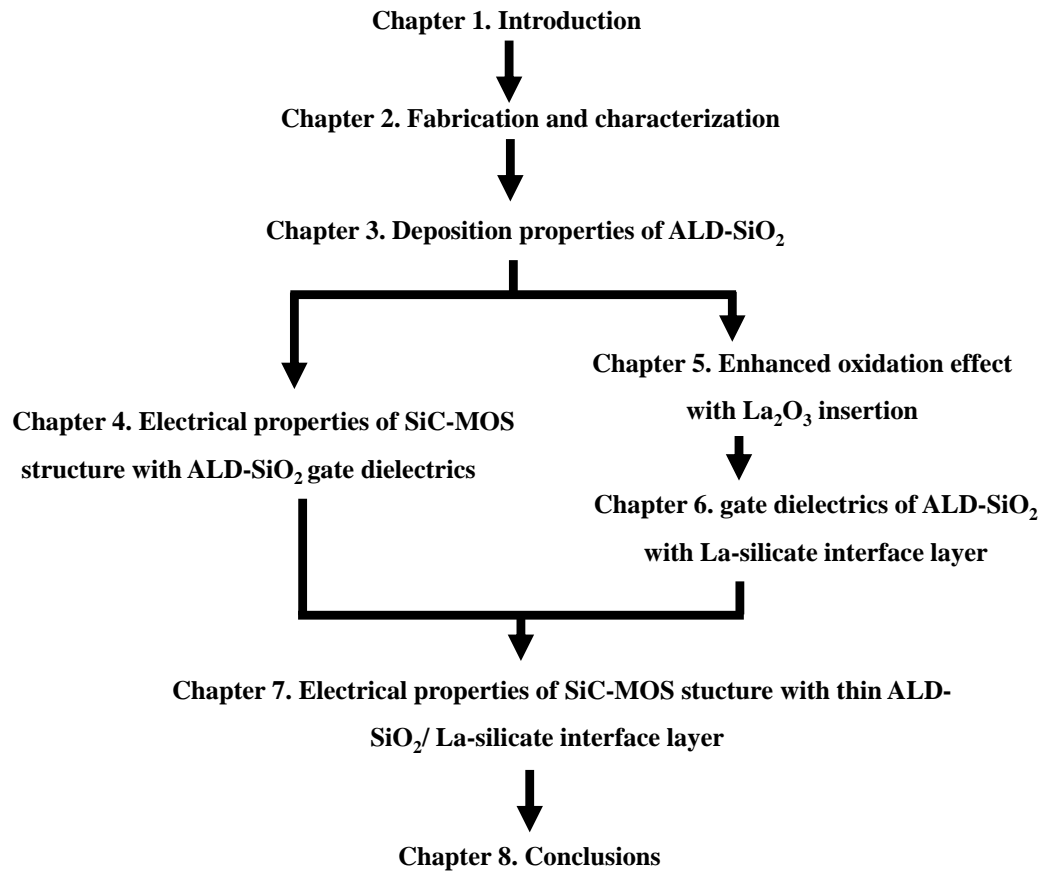 Chapter 1. Introduction
Chapter 2. Fabrication and characterization
Chapter 3. Deposition properties of ALD-SiO₂
Chapter 4. Electrical properties of SiC-MOS
structure with ALD-SiO₂ gate dielectrics
Chapter 5. Enhanced oxidation effect
with La₂O₃ insertion
Chapter 6. gate dielectrics of ALD-SiO₂
with La-silicate interface layer
Chapter 7. Electrical properties of SiC-MOS stucture with thin ALD-
SiO₂/ La-silicate interface layer
Chapter 8. Conclusions